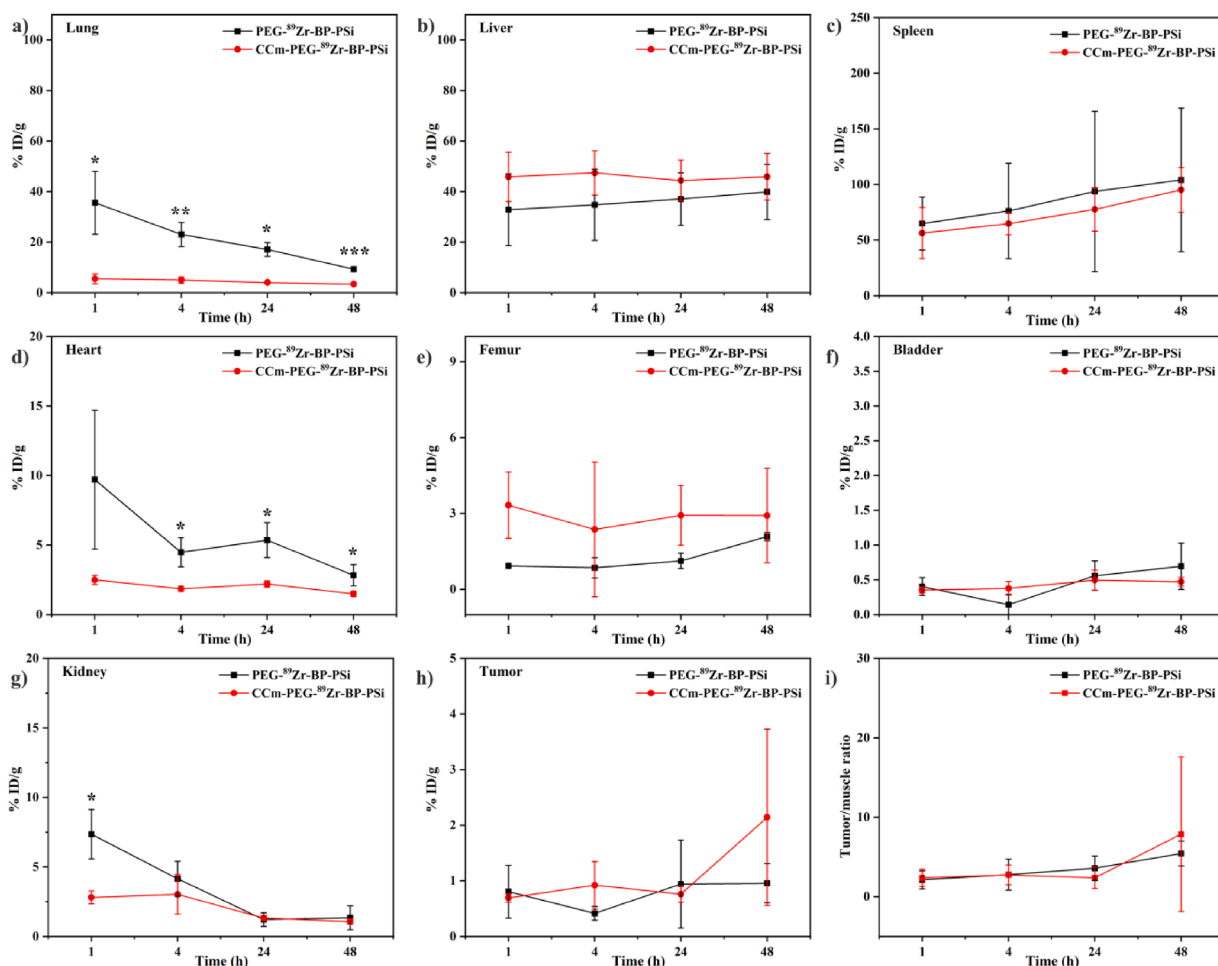 a) Lung
PEG-⁸⁹Zr-BP-PSi
CCm-PEG-⁸⁹Zr-BP-PSi
% ID/g
100
80
60
40
20
0
* ** * ***
1 4 24 48
Time (h)
b) Liver
PEG-⁸⁹Zr-BP-PSi
CCm-PEG-⁸⁹Zr-BP-PSi
% ID/g
100
80
60
40
20
0
1 4 24 48
Time (h)
c) Spleen
PEG-⁸⁹Zr-BP-PSi
CCm-PEG-⁸⁹Zr-BP-PSi
% ID/g
250
200
150
100
50
0
1 4 24 48
Time (h)
d) Heart
PEG-⁸⁹Zr-BP-PSi
CCm-PEG-⁸⁹Zr-BP-PSi
% ID/g
20
15
10
5
0
* * *
1 4 24 48
Time (h)
e) Femur
PEG-⁸⁹Zr-BP-PSi
CCm-PEG-⁸⁹Zr-BP-PSi
% ID/g
9
6
3
0
1 4 24 48
Time (h)
f) Bladder
PEG-⁸⁹Zr-BP-PSi
CCm-PEG-⁸⁹Zr-BP-PSi
% ID/g
4.0
3.5
3.0
2.5
2.0
1.5
1.0
0.5
0.0
1 4 24 48
Time (h)
g) Kidney
PEG-⁸⁹Zr-BP-PSi
CCm-PEG-⁸⁹Zr-BP-PSi
% ID/g
20
15
10
5
0
*
1 4 24 48
Time (h)
h) Tumor
PEG-⁸⁹Zr-BP-PSi
CCm-PEG-⁸⁹Zr-BP-PSi
% ID/g
5
4
3
2
1
0
1 4 24 48
Time (h)
i)
PEG-⁸⁹Zr-BP-PSi
CCm-PEG-⁸⁹Zr-BP-PSi
Tumor/muscle ratio
30
20
10
0
1 4 24 48
Time (h)